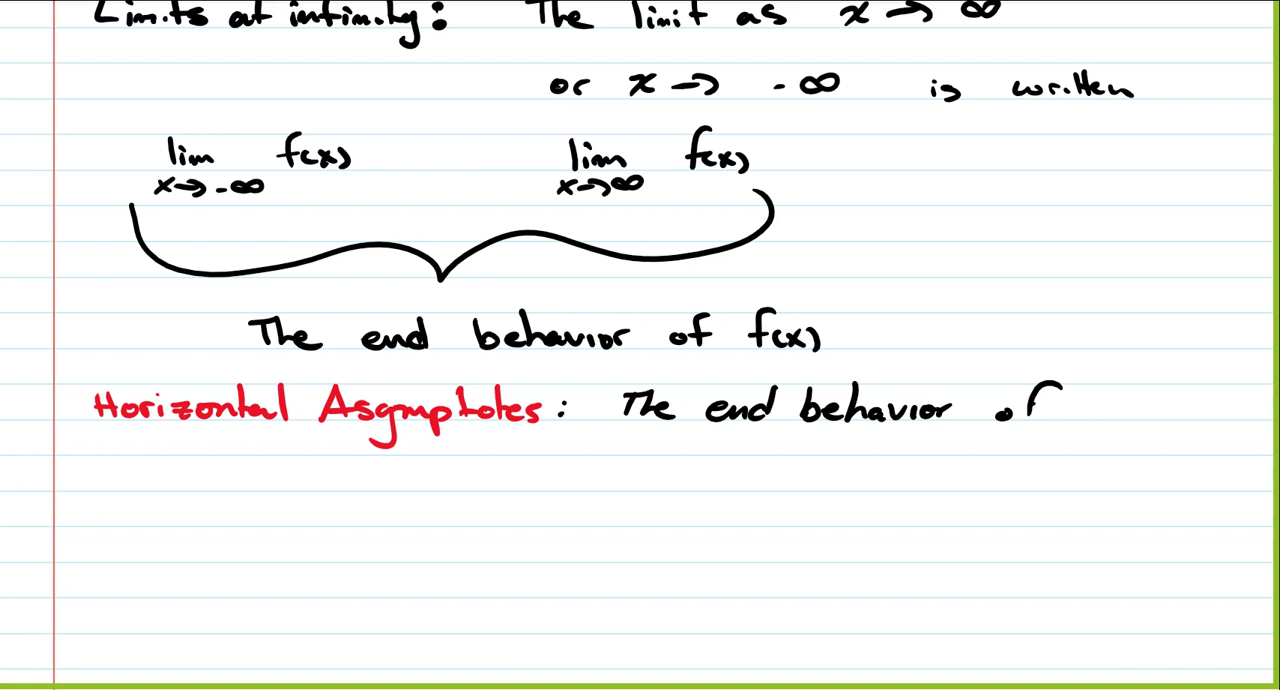 Limits at infinity: The limit as x → ∞
or x → -∞ is written
lim f(x) lim f(x)
x→-∞ x→∞
The end behavior of f(x)
Horizontal Asymptotes: The end behavior of